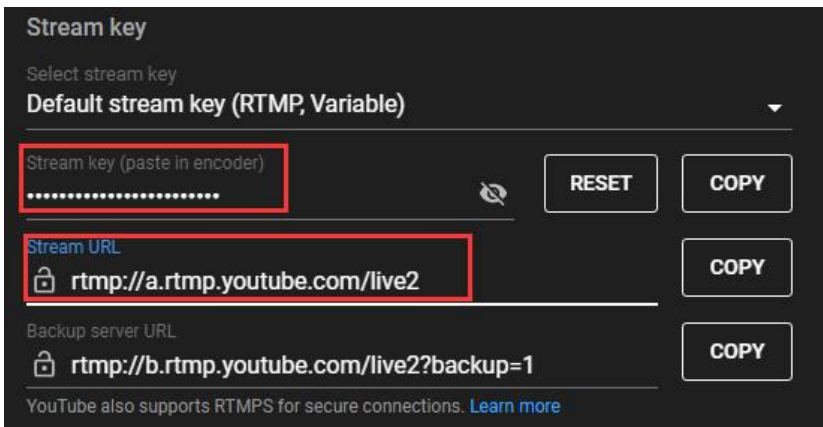 Stream key
Select stream key
Default stream key (RTMP, Variable)
Stream key (paste in encoder)
••••••••••••••••••••••••
RESET
COPY
Stream URL
rtmp://a.rtmp.youtube.com/live2
COPY
Backup server URL
rtmp://b.rtmp.youtube.com/live2?backup=1
COPY
YouTube also supports RTMPS for secure connections. Learn more